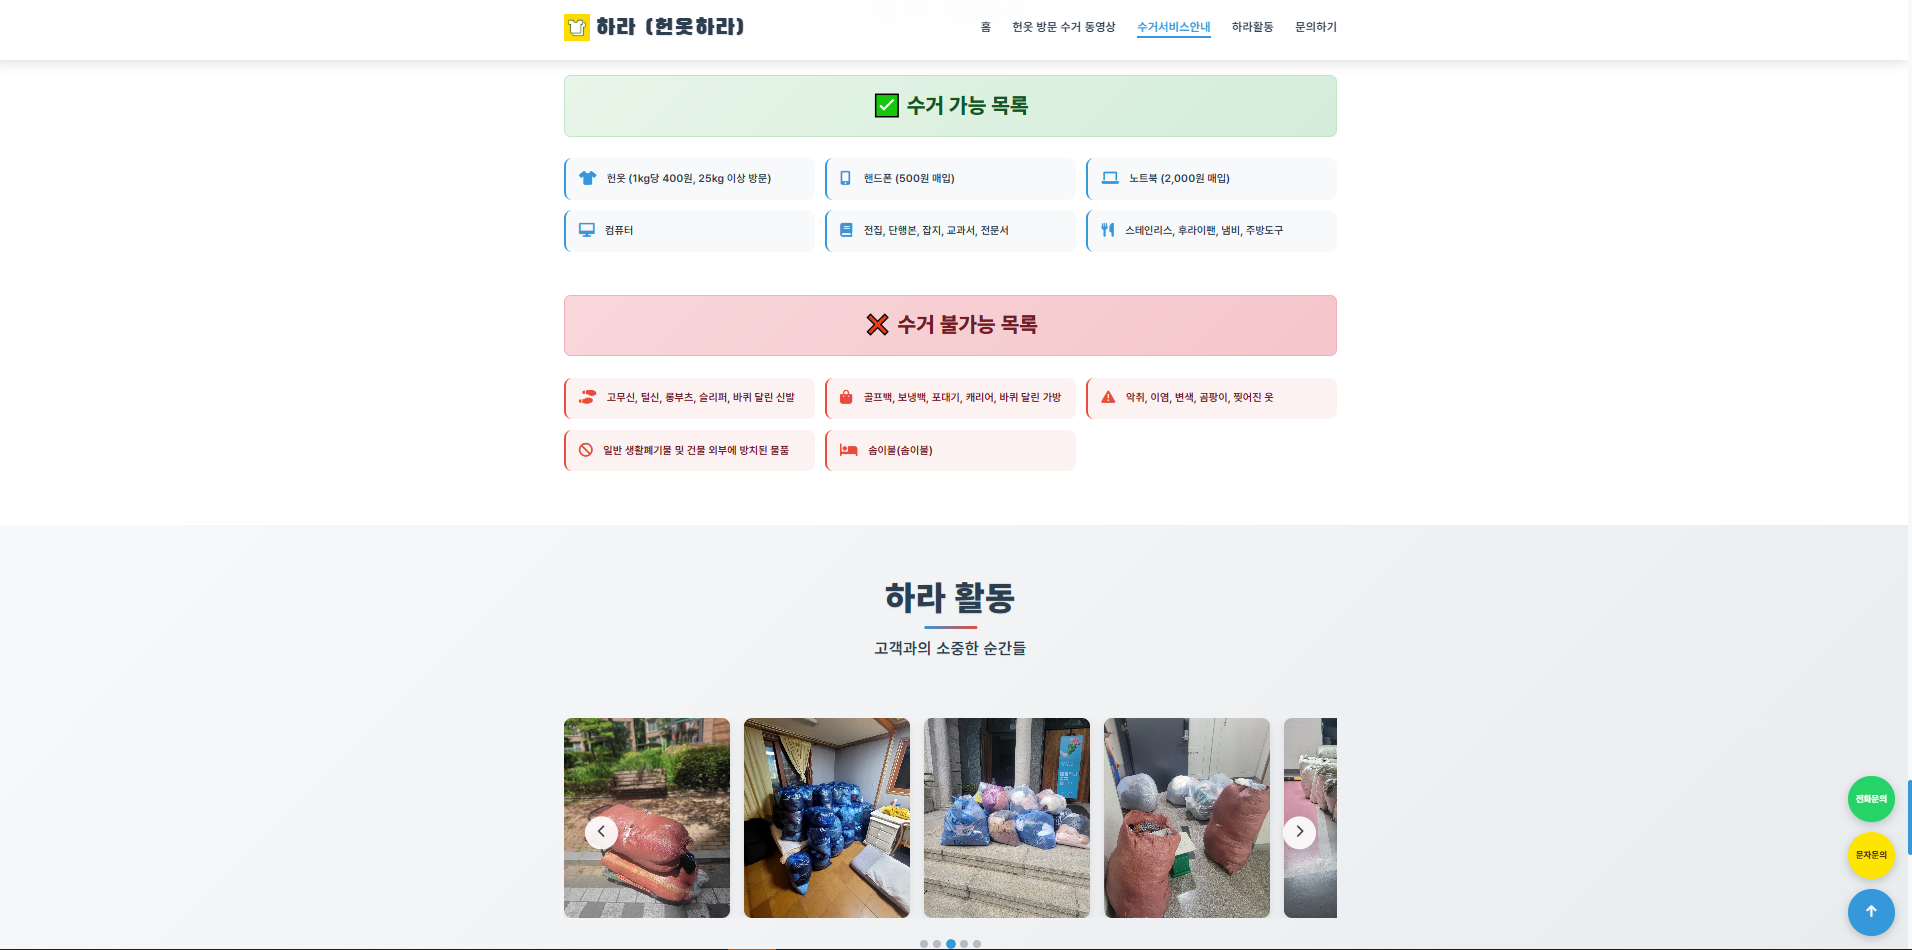 하라 (헌옷하라)
홈
헌옷 방문 수거 동영상
수거서비스안내
하라활동
문의하기
수거 가능 목록
헌옷 (1kg당 400원, 25kg 이상 방문)
핸드폰 (500원 매입)
노트북 (2,000원 매입)
컴퓨터
전집, 단행본, 잡지, 교과서, 전문서
스테인리스, 후라이팬, 냄비, 주방도구
수거 불가능 목록
고무신, 털신, 롱부츠, 슬리퍼, 바퀴 달린 신발
골프백, 보냉백, 포대기, 캐리어, 바퀴 달린 가방
악취, 이염, 변색, 곰팡이, 찢어진 옷
일반 생활폐기물 및 건물 외부에 방치된 물품
솜이불(솜이불)
하라 활동
고객과의 소중한 순간들
전화문의
문자문의